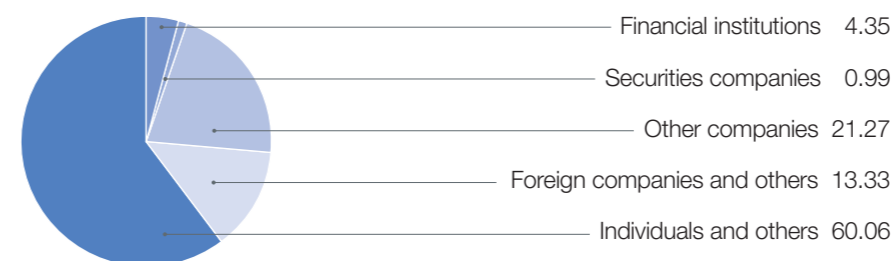 Financial institutions 4.35
Securities companies 0.99
Other companies 21.27
Foreign companies and others 13.33
Individuals and others 60.06